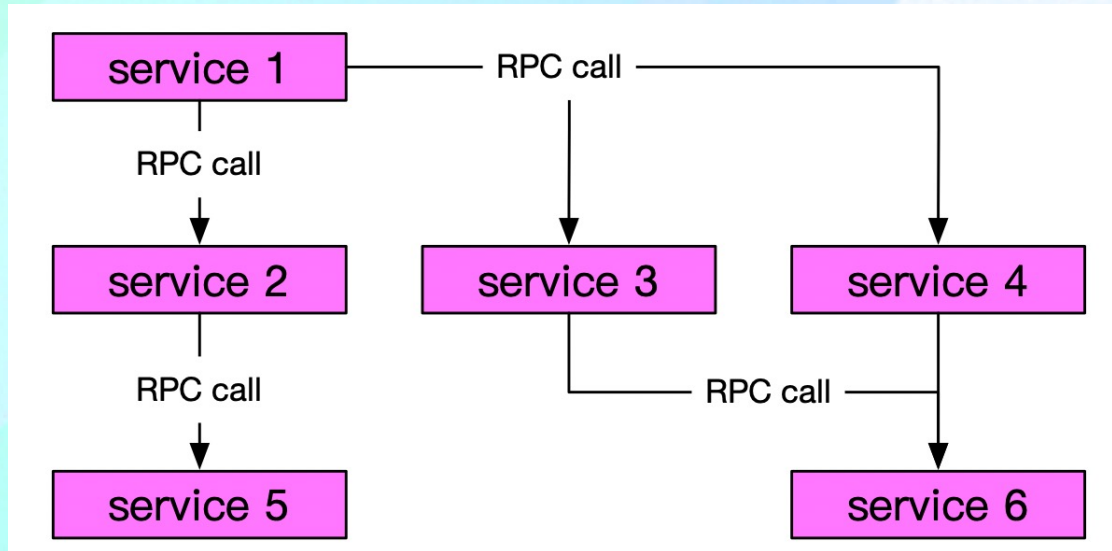 service 1
RPC call
RPC call
service 2
service 3
service 4
RPC call
RPC call
service 5
service 6